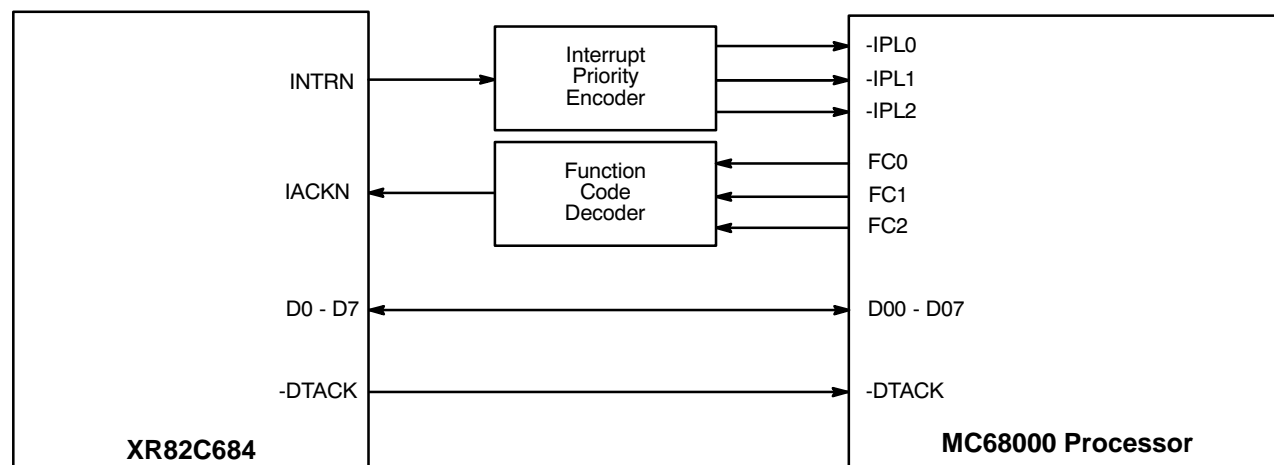 INTRN
Interrupt
Priority
Encoder
-IPL0
-IPL1
-IPL2
IACKN
Function
Code
Decoder
FC0
FC1
FC2
D0 - D7
D00 - D07
-DTACK
-DTACK
XR82C684
MC68000 Processor